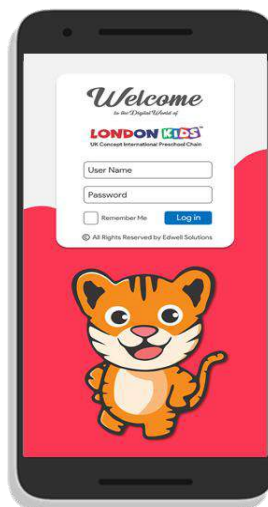 Welcome
to the Digital World of
LONDON KIDS
UK Concept International Preschool Chain
User Name
Password
Remember Me
Log in
© All Rights Reserved by Edwell Solutions